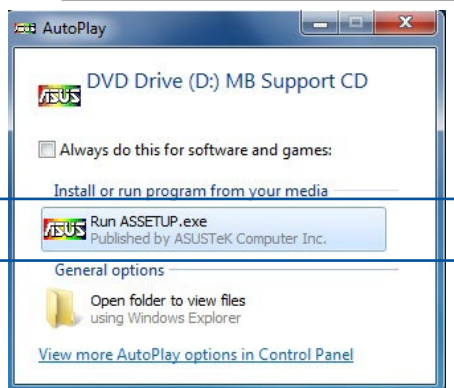 AutoPlay
DVD Drive (D:) MB Support CD
ASUS
Always do this for software and games:
Install or run program from your media
ASUS
Run ASSETUP.exe
Published by ASUSTeK Computer Inc.
General options
Open folder to view files
using Windows Explorer
View more AutoPlay options in Control Panel